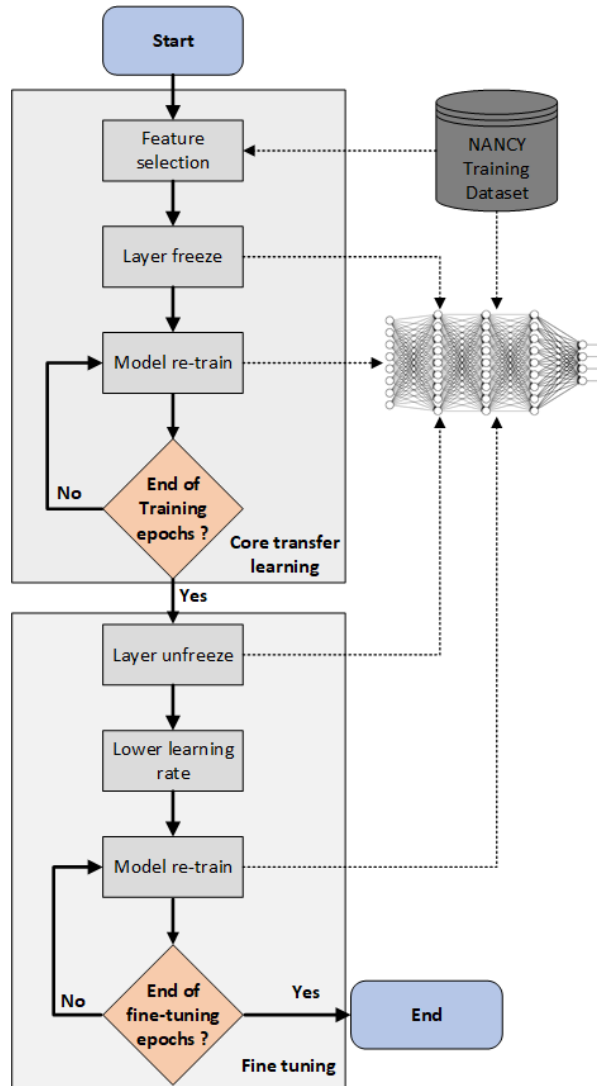 Start
Feature
selection
NANCY
Training
Dataset
Layer freeze
Model re-train
No
End of
Training
epochs ?
Core transfer
learning
Yes
Layer unfreeze
Lower learning
rate
Model re-train
No
End of
fine-tuning
epochs ?
Yes
End
Fine tuning